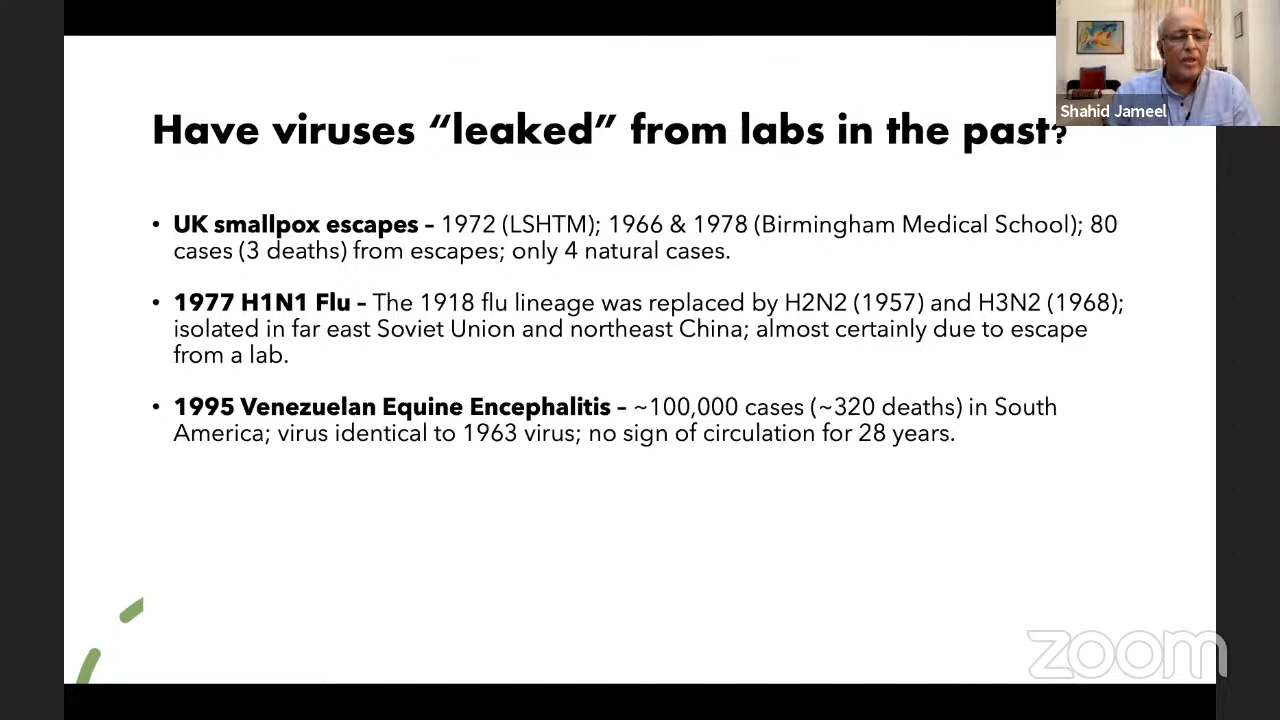 Have viruses “leaked” from labs in the past?
Shahid Jameel
• UK smallpox escapes – 1972 (LSHTM); 1966 & 1978 (Birmingham Medical School); 80
cases (3 deaths) from escapes; only 4 natural cases.
• 1977 H1N1 Flu – The 1918 flu lineage was replaced by H2N2 (1957) and H3N2 (1968);
isolated in far east Soviet Union and northeast China; almost certainly due to escape
from a lab.
• 1995 Venezuelan Equine Encephalitis – ~100,000 cases (~320 deaths) in South
America; virus identical to 1963 virus; no sign of circulation for 28 years.
zoom